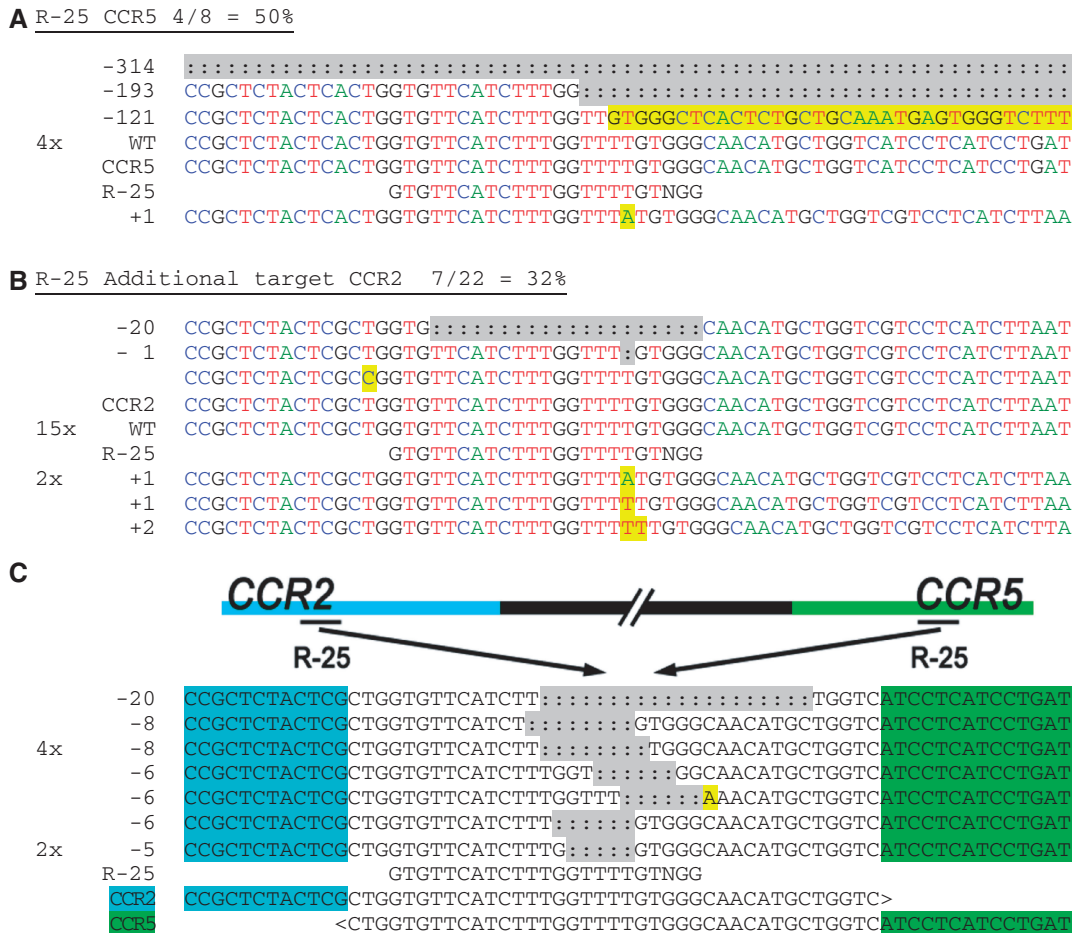 A R-25 CCR5 4/8 = 50%
-314 :::::::::::::::::::::::::::::::::::::::::::::::::::::::::::::::::
-193 CCGCTCTACTCACTGGTGTTCATCTTTGG::::::::::::::::::::::::::::::::::::
-121 CCGCTCTACTCACTGGTGTTCATCTTTGGTTGTGGGCTCACTCTGCTGCAAATGAGTGGGTCTTT
4x WT CCGCTCTACTCACTGGTGTTCATCTTTGGTTTTGTGGGCAACATGCTGGTCATCCTCATCCTGAT
CCR5 CCGCTCTACTCACTGGTGTTCATCTTTGGTTTTGTGGGCAACATGCTGGTCATCCTCATCCTGAT
R-25 GTGTTCATCTTTGGTTTTGTNGG
+1 CCGCTCTACTCACTGGTGTTCATCTTTGGTTTATGTGGGCAACATGCTGGTCGTCCTCATCTTAA
B R-25 Additional target CCR2 7/22 = 32%
-20 CCGCTCTACTCGCTGGTG::::::::::::::::::::CAACATGCTGGTCGTCCTCATCTTAAT
- 1 CCGCTCTACTCGCTGGTGTTCATCTTTGGTTT:GTGGGCAACATGCTGGTCGTCCTCATCTTAAT
CCGCTCTACTCGCCGGTGTTCATCTTTGGTTTTGTGGGCAACATGCTGGTCGTCCTCATCTTAAT
CCR2 CCGCTCTACTCGCTGGTGTTCATCTTTGGTTTTGTGGGCAACATGCTGGTCGTCCTCATCTTAAT
15x WT CCGCTCTACTCGCTGGTGTTCATCTTTGGTTTTGTGGGCAACATGCTGGTCGTCCTCATCTTAAT
R-25 GTGTTCATCTTTGGTTTTGTNGG
2x +1 CCGCTCTACTCGCTGGTGTTCATCTTTGGTTTATGTGGGCAACATGCTGGTCGTCCTCATCTTAA
+1 CCGCTCTACTCGCTGGTGTTCATCTTTGGTTTTTGTGGGCAACATGCTGGTCGTCCTCATCTTAA
+2 CCGCTCTACTCGCTGGTGTTCATCTTTGGTTTTTTGTGGGCAACATGCTGGTCGTCCTCATCTTA
C
CCR2 // CCR5
R-25 R-25
-20 CCGCTCTACTCGCTGGTGTTCATCTT::::::::::::::::::::TGGTCATCCTCATCCTGAT
-8 CCGCTCTACTCGCTGGTGTTCATCT::::::::GTGGGCAACATGCTGGTCATCCTCATCCTGAT
4x -8 CCGCTCTACTCGCTGGTGTTCATCTT::::::::TGGGCAACATGCTGGTCATCCTCATCCTGAT
-6 CCGCTCTACTCGCTGGTGTTCATCTTTGGT::::::GGCAACATGCTGGTCATCCTCATCCTGAT
-6 CCGCTCTACTCGCTGGTGTTCATCTTTGGTTT::::::AAACATGCTGGTCATCCTCATCCTGAT
-6 CCGCTCTACTCGCTGGTGTTCATCTTT::::::GTGGGCAACATGCTGGTCATCCTCATCCTGAT
2x -5 CCGCTCTACTCGCTGGTGTTCATCTTTG:::::GTGGGCAACATGCTGGTCATCCTCATCCTGAT
R-25 GTGTTCATCTTTGGTTTTGTNGG
CCR2 CCGCTCTACTCGCTGGTGTTCATCTTTGGTTTTGTGGGCAACATGCTGGTC>
CCR5 <CTGGTGTTCATCTTTGGTTTTGTGGGCAACATGCTGGTCATCCTCATCCTGAT